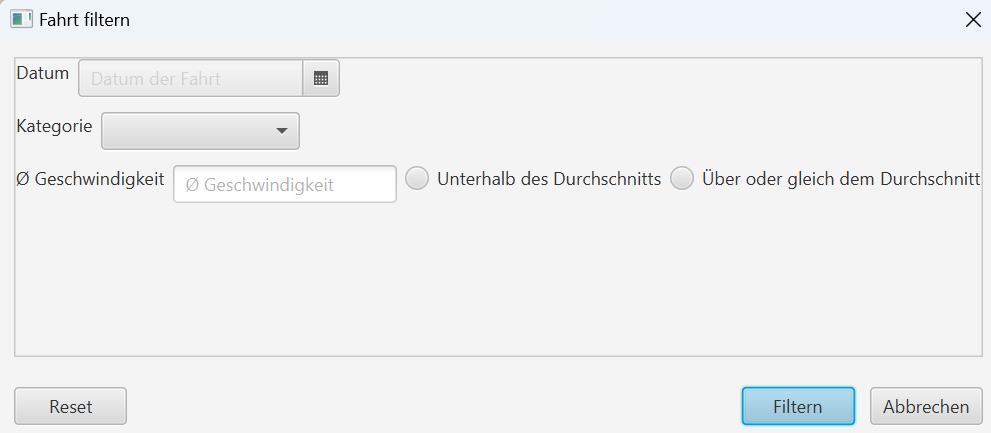 Fahrt filtern
Datum Datum der Fahrt
Kategorie
Ø Geschwindigkeit Ø Geschwindigkeit Unterhalb des Durchschnitts Über oder gleich dem Durchschnitt
Reset Filtern Abbrechen